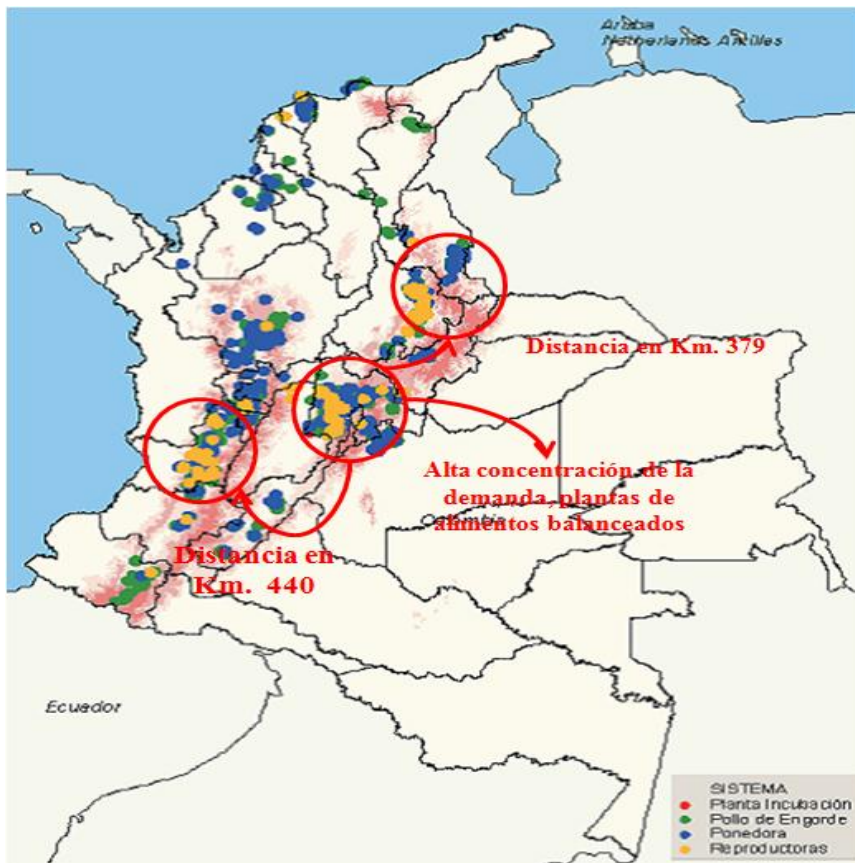 Aruba
Netherlands Antilles
Distancia en Km. 379
Alta concentración de la
demanda, plantas de
alimentos balanceados
Colombia
Distancia en
Km. 440
Ecuador
SISTEMA
Planta Incubación
Pollo de Engorde
Ponedora
Reproductoras